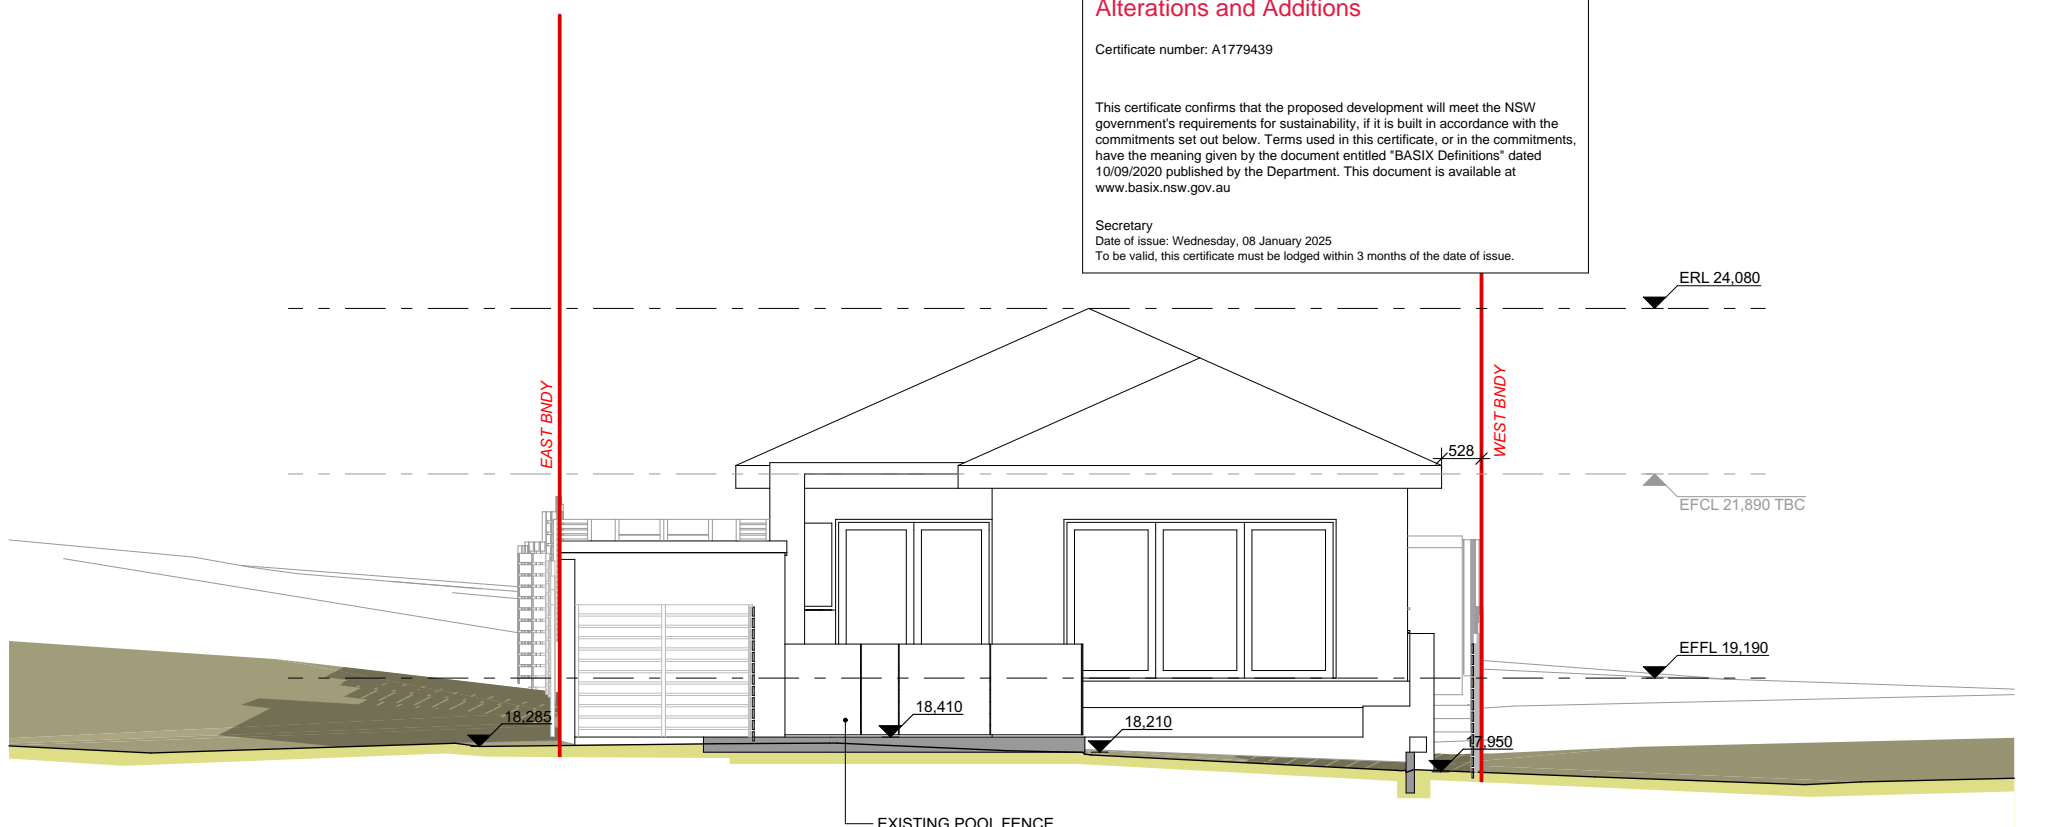 Alterations and Additions
Certificate number: A1779439
This certificate confirms that the proposed development will meet the NSW
government's requirements for sustainability, if it is built in accordance with the
commitments set out below. Terms used in this certificate, or in the commitments,
have the meaning given by the document entitled "BASIX Definitions" dated
10/09/2020 published by the Department. This document is available at
www.basix.nsw.gov.au
Secretary
Date of issue: Wednesday, 08 January 2025
To be valid, this certificate must be lodged within 3 months of the date of issue.
ERL 24,080
EAST BNDY
WEST BNDY
528
EFCL 21,890 TBC
EFFL 19,190
18,285
18,410
18,210
17,950
EXISTING POOL FENCE